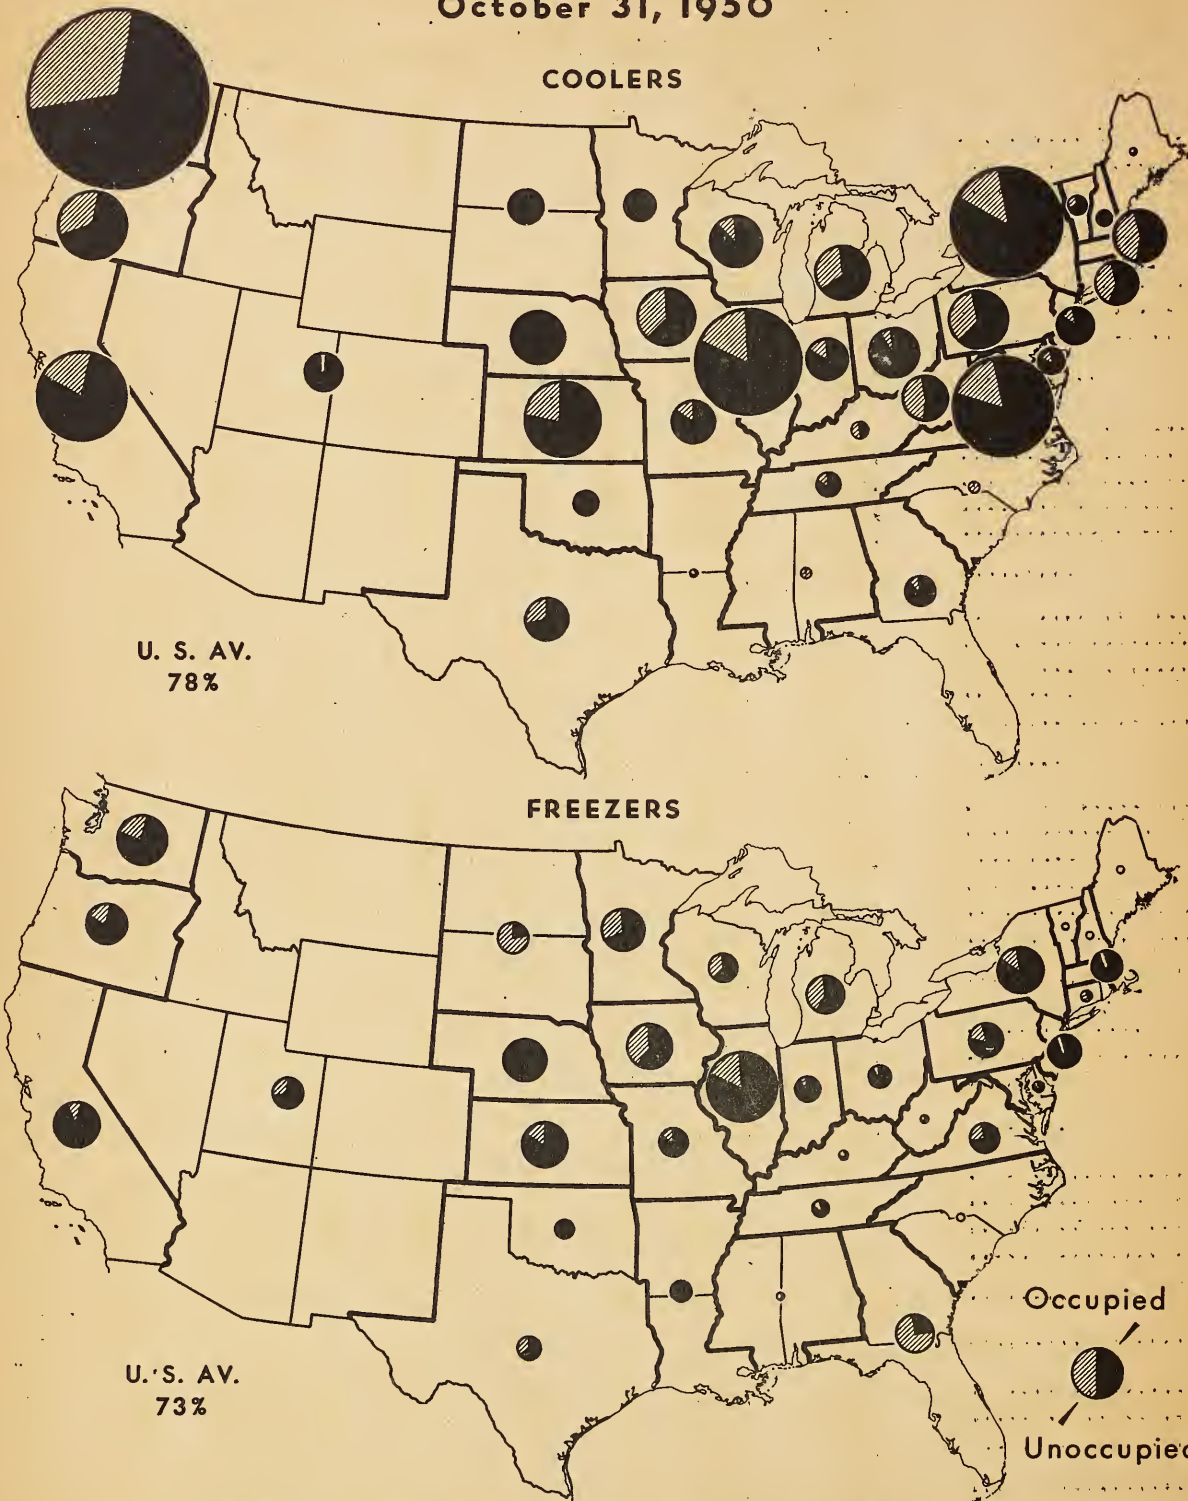 October 31, 1950
COOLERS
U. S. AV.
78%
FREEZERS
U. S. AV.
73%
Occupied
Unoccupied